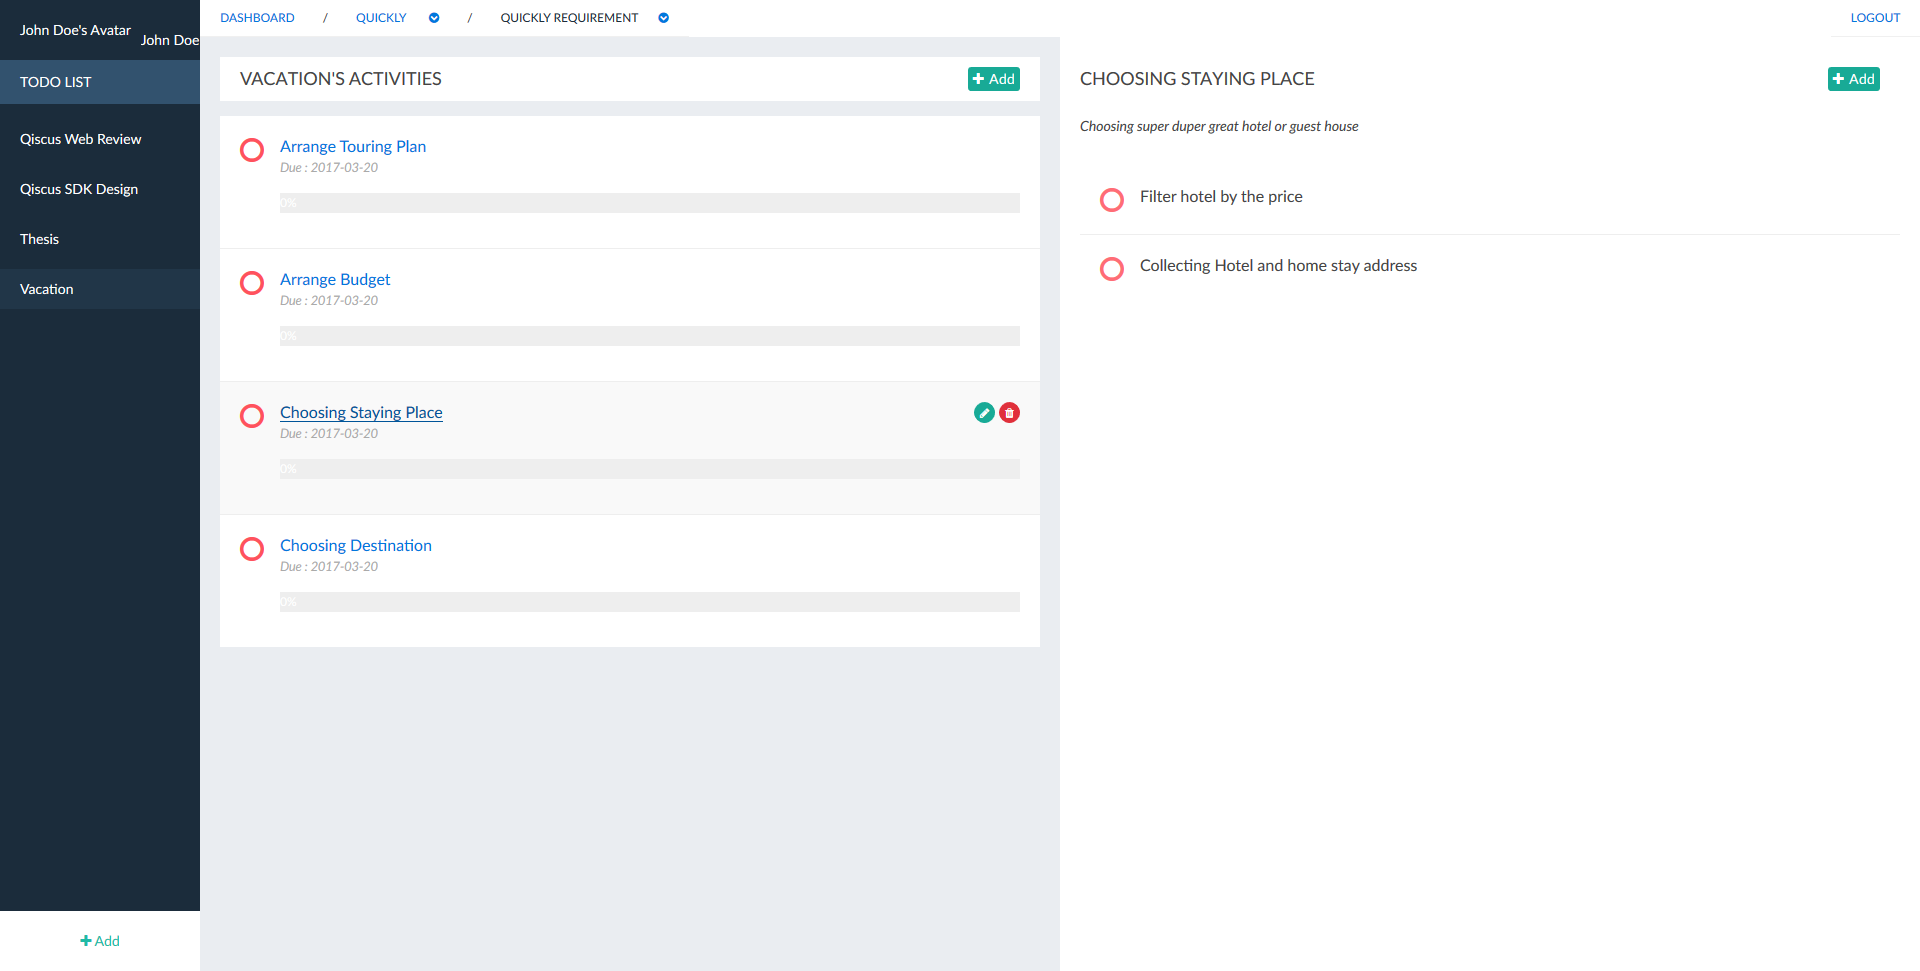 John Doe's Avatar
John Doe
TODO LIST
Qiscus Web Review
Qiscus SDK Design
Thesis
Vacation
Add
DASHBOARD / QUICKLY / QUICKLY REQUIREMENT
LOGOUT
VACATION'S ACTIVITIES
Add
Arrange Touring Plan
Due : 2017-03-20
0%
Arrange Budget
Due : 2017-03-20
0%
Choosing Staying Place
Due : 2017-03-20
0%
Choosing Destination
Due : 2017-03-20
0%
CHOOSING STAYING PLACE
Add
Choosing super duper great hotel or guest house
Filter hotel by the price
Collecting Hotel and home stay address